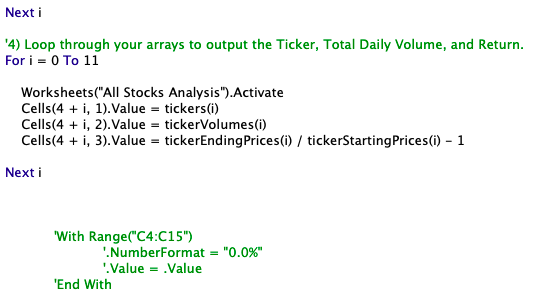 Next i
'4) Loop through your arrays to output the Ticker, Total Daily Volume, and Return.
For i = 0 To 11
Worksheets("All Stocks Analysis").Activate
Cells(4 + i, 1).Value = tickers(i)
Cells(4 + i, 2).Value = tickerVolumes(i)
Cells(4 + i, 3).Value = tickerEndingPrices(i) / tickerStartingPrices(i) - 1
Next i
'With Range("C4:C15")
'.NumberFormat = "0.0%"
'.Value = .Value
'End With